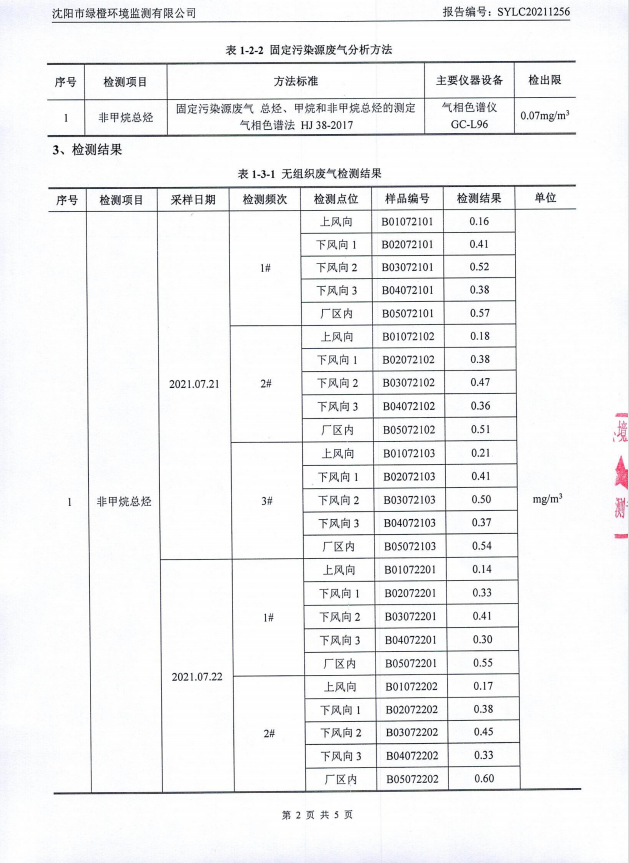 沈阳市绿橙环境监测有限公司 报告编号：SYLC20211256
表 1-2-2 固定污染源废气分析方法
序号 检测项目 方法标准 主要仪器设备 检出限
1 非甲烷总烃 固定污染源废气 总烃、甲烷和非甲烷总烃的测定 气相色谱法 HJ 38-2017 气相色谱仪 GC-L96 0.07mg/m³
3、检测结果
表 1-3-1 无组织废气检测结果
序号 检测项目 采样日期 检测频次 检测点位 样品编号 检测结果 单位
1 非甲烷总烃 2021.07.21 1# 上风向 B01072101 0.16 mg/m³
下风向 1 B02072101 0.41
下风向 2 B03072101 0.52
下风向 3 B04072101 0.38
厂区内 B05072101 0.57
2# 上风向 B01072102 0.18
下风向 1 B02072102 0.38
下风向 2 B03072102 0.47
下风向 3 B04072102 0.36
厂区内 B05072102 0.51
3# 上风向 B01072103 0.21
下风向 1 B02072103 0.41
下风向 2 B03072103 0.50
下风向 3 B04072103 0.37
厂区内 B05072103 0.54
2021.07.22 1# 上风向 B01072201 0.14
下风向 1 B02072201 0.33
下风向 2 B03072201 0.41
下风向 3 B04072201 0.30
厂区内 B05072201 0.55
2# 上风向 B01072202 0.17
下风向 1 B02072202 0.38
下风向 2 B03072202 0.45
下风向 3 B04072202 0.33
厂区内 B05072202 0.60
境
测
第 2 页 共 5 页